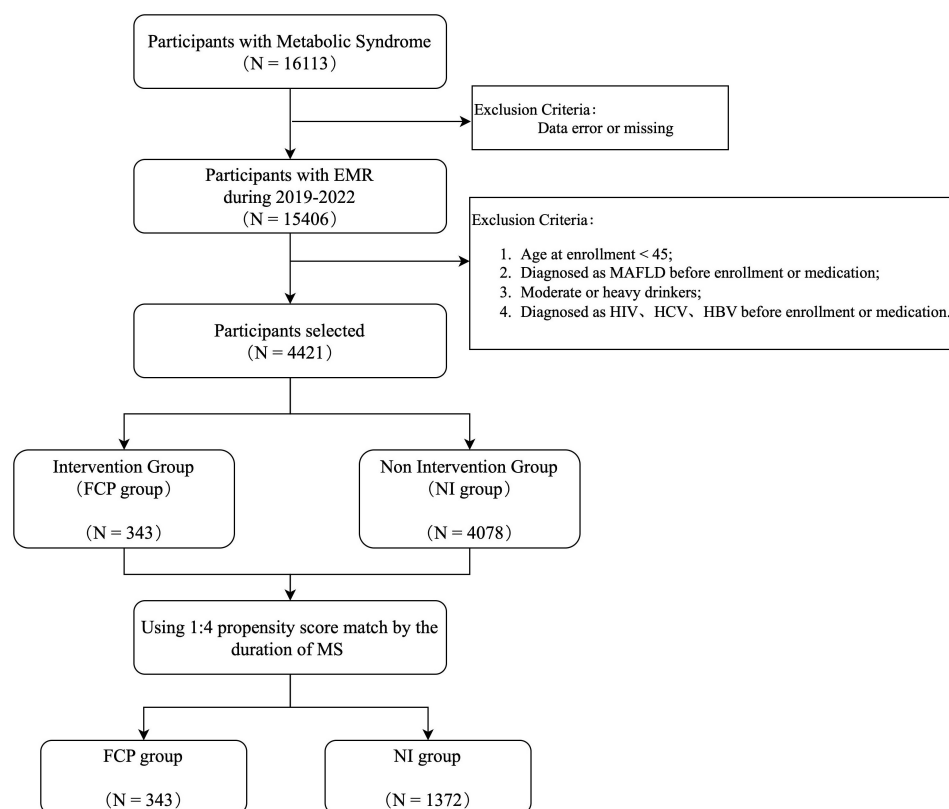 Participants with Metabolic Syndrome
（N = 16113）
Exclusion Criteria：
Data error or missing
Participants with EMR
during 2019-2022
（N = 15406）
Exclusion Criteria：
1. Age at enrollment < 45;
2. Diagnosed as MAFLD before enrollment or medication;
3. Moderate or heavy drinkers;
4. Diagnosed as HIV、HCV、HBV before enrollment or medication.
Participants selected
（N = 4421）
Intervention Group
（FCP group）
（N = 343）
Non Intervention Group
（NI group）
（N = 4078）
Using 1:4 propensity score match by the
duration of MS
FCP group
（N = 343）
NI group
（N = 1372）